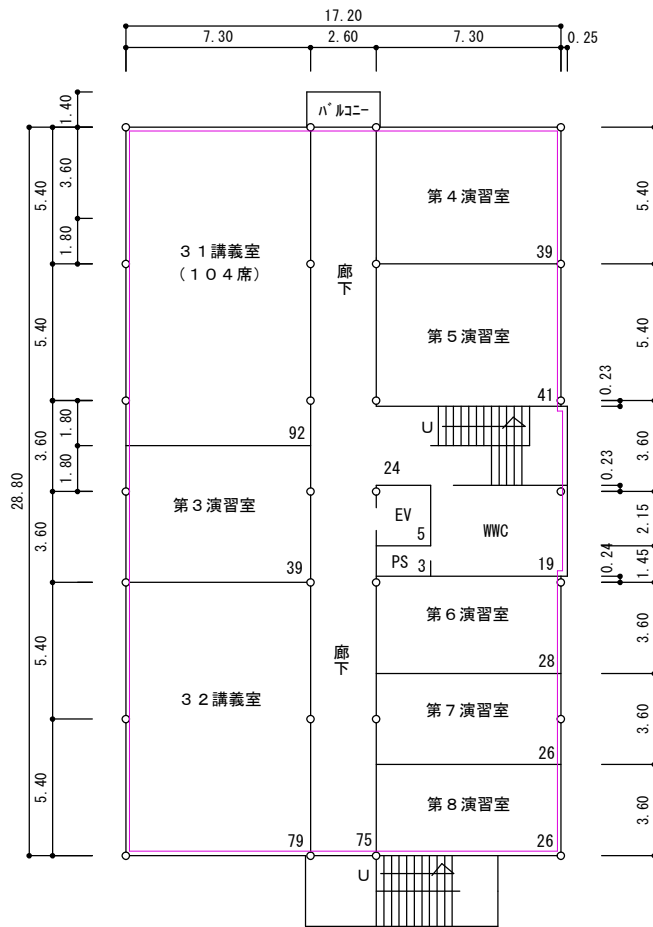 17.20
7.30
2.60
7.30
0.25
1.40
バルコニー
5.40
3.60
1.80
5.40
3.60
1.80
1.80
3.60
5.40
5.40
28.80
31講義室
(104席)
92
廊下
第4演習室
39
第5演習室
41
U
24
第3演習室
39
EV
5
WWC
19
PS
3
32講義室
79
廊下
75
第6演習室
28
第7演習室
26
第8演習室
26
U
5.40
5.40
0.23
3.60
0.23
2.15
0.24
1.45
3.60
3.60
3.60